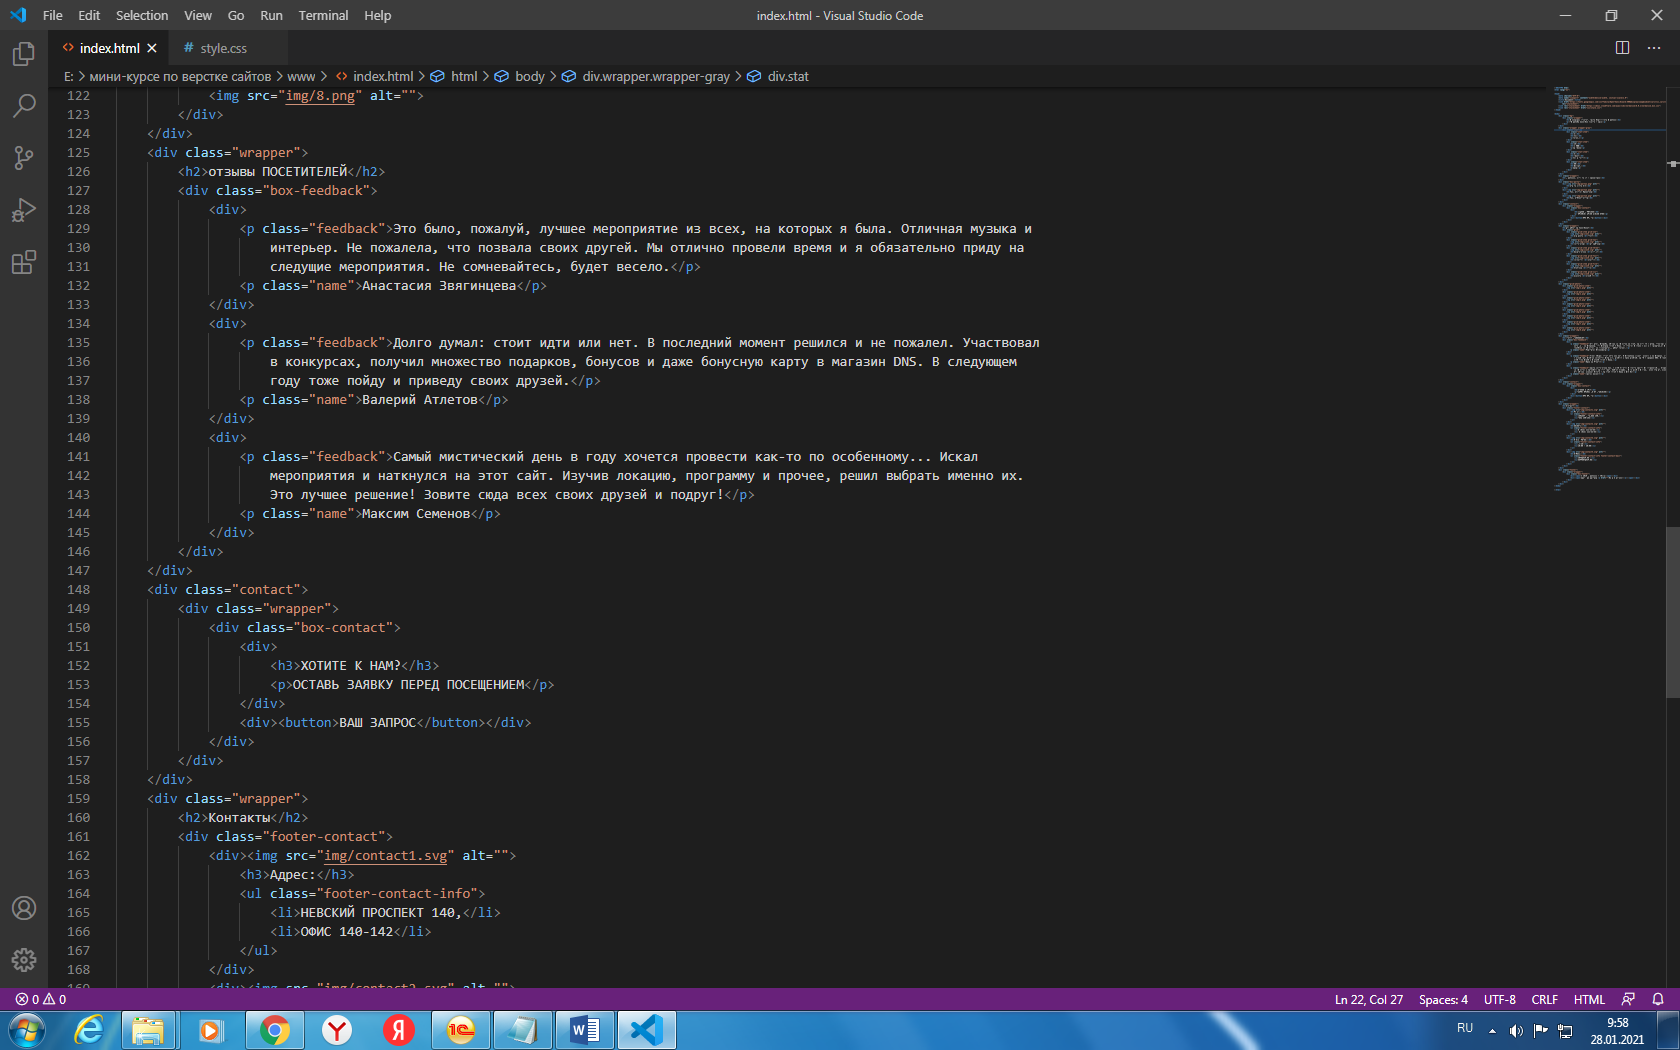 File Edit Selection View Go Run Terminal Help
index.html - Visual Studio Code
index.html
# style.css
E: > мини-курсе по верстке сайтов > www > index.html > html > body > div.wrapper.wrapper-gray > div.stat
122 <img src="img/8.png" alt="">
123 </div>
124 </div>
125 <div class="wrapper">
126 <h2>отзывы ПОСЕТИТЕЛЕЙ</h2>
127 <div class="box-feedback">
128 <div>
129 <p class="feedback">Это было, пожалуй, лучшее мероприятие из всех, на которых я была. Отличная музыка и
130 интерьер. Не пожалела, что позвала своих другей. Мы отлично провели время и я обязательно приду на
131 следущие мероприятия. Не сомневайтесь, будет весело.</p>
132 <p class="name">Анастасия Звягинцева</p>
133 </div>
134 <div>
135 <p class="feedback">Долго думал: стоит идти или нет. В последний момент решился и не пожалел. Участвовал
136 в конкурсах, получил множество подарков, бонусов и даже бонусную карту в магазин DNS. В следующем
137 году тоже пойду и приведу своих друзей.</p>
138 <p class="name">Валерий Атлетов</p>
139 </div>
140 <div>
141 <p class="feedback">Самый мистический день в году хочется провести как-то по особенному... Искал
142 мероприятия и наткнулся на этот сайт. Изучив локацию, программу и прочее, решил выбрать именно их.
143 Это лучшее решение! Зовите сюда всех своих друзей и подруг!</p>
144 <p class="name">Максим Семенов</p>
145 </div>
146 </div>
147 </div>
148 <div class="contact">
149 <div class="wrapper">
150 <div class="box-contact">
151 <div>
152 <h3>ХОТИТЕ К НАМ?</h3>
153 <p>ОСТАВЬ ЗАЯВКУ ПЕРЕД ПОСЕЩЕНИЕМ</p>
154 </div>
155 <div><button>ВАШ ЗАПРОС</button></div>
156 </div>
157 </div>
158 </div>
159 <div class="wrapper">
160 <h2>Контакты</h2>
161 <div class="footer-contact">
162 <div><img src="img/contact1.svg" alt="">
163 <h3>Адрес:</h3>
164 <ul class="footer-contact-info">
165 <li>НЕВСКИЙ ПРОСПЕКТ 140,</li>
166 <li>ОФИС 140-142</li>
167 </ul>
168 </div>
169 <div><img src="img/contact2.svg" alt="">
0 0
Ln 22, Col 27 Spaces: 4 UTF-8 CRLF HTML
RU
9:58
28.01.2021